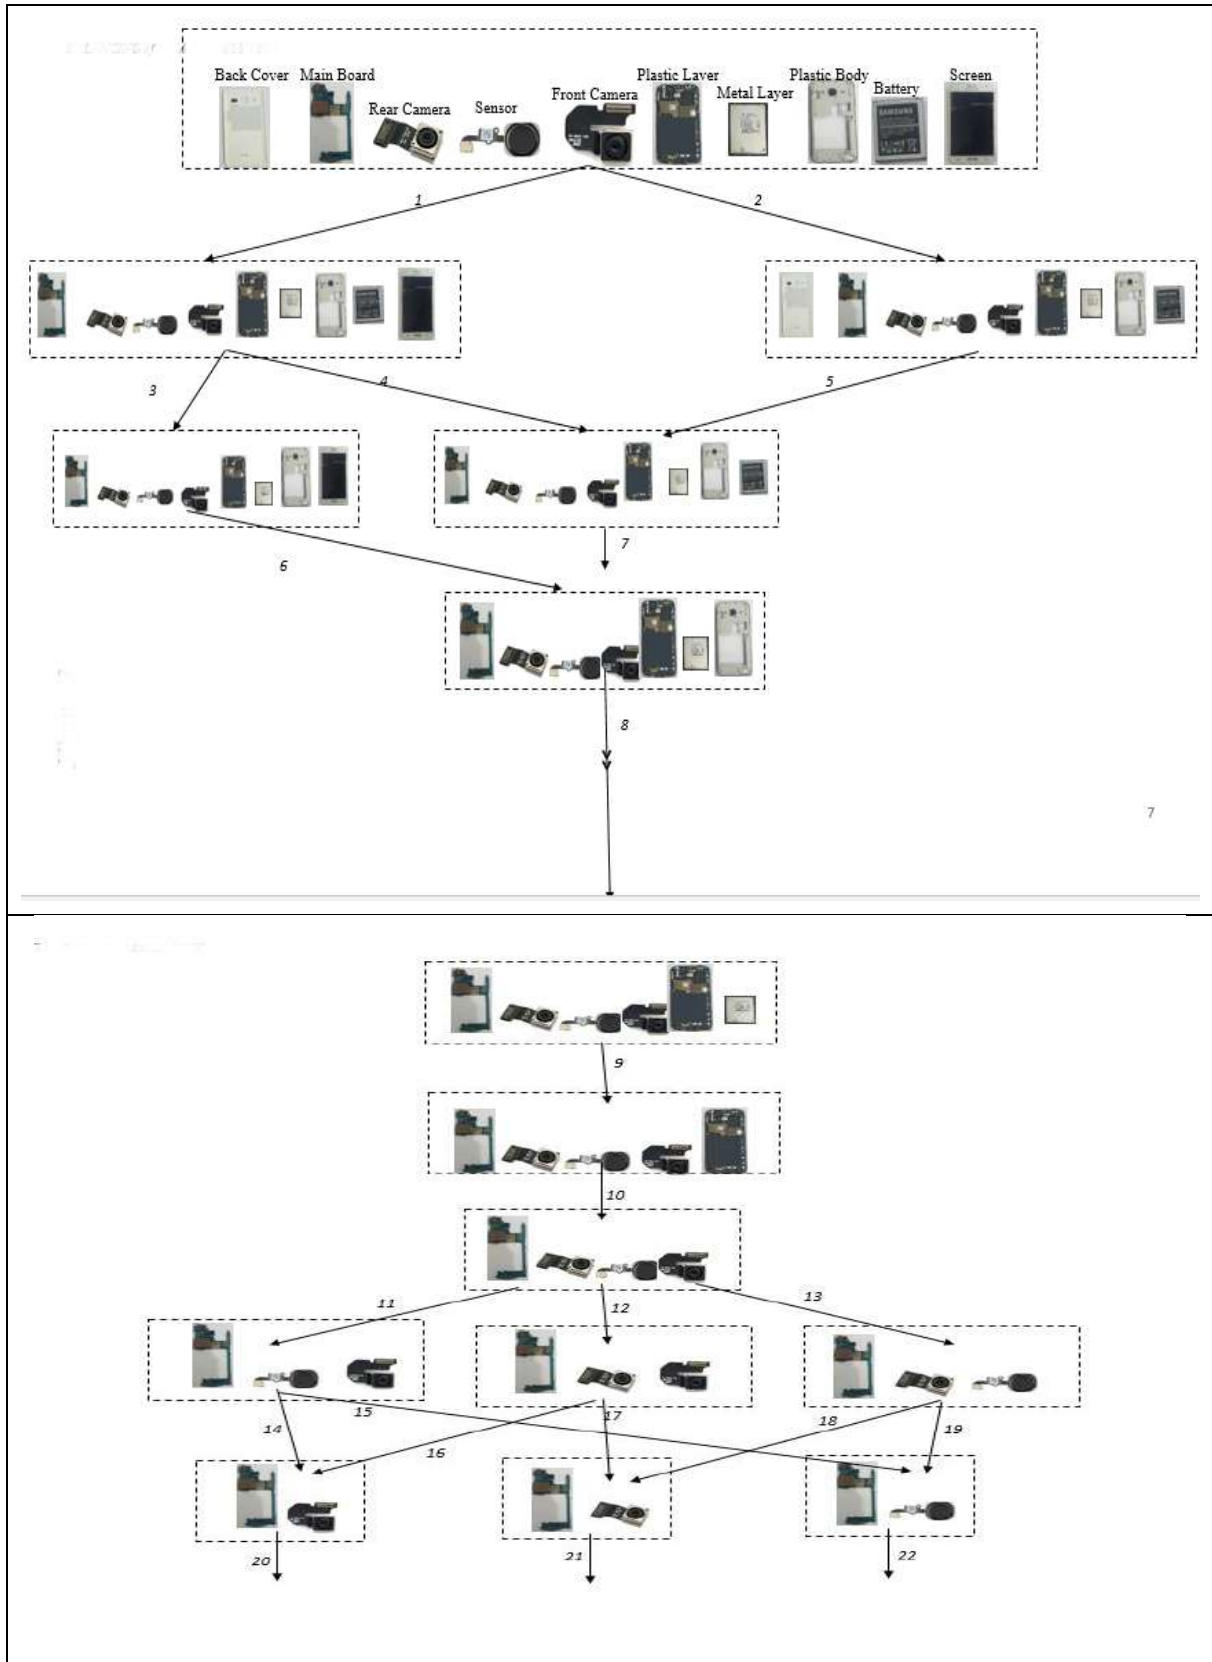 Back Cover Main Board Plastic Layer Plastic Body Screen
Rear Camera Sensor Front Camera Metal Layer Battery
SAMSUNG
1 2
3 4 5
6 7
8
7
9
10
11 12 13
14 15 16 17 18 19
20 21 22